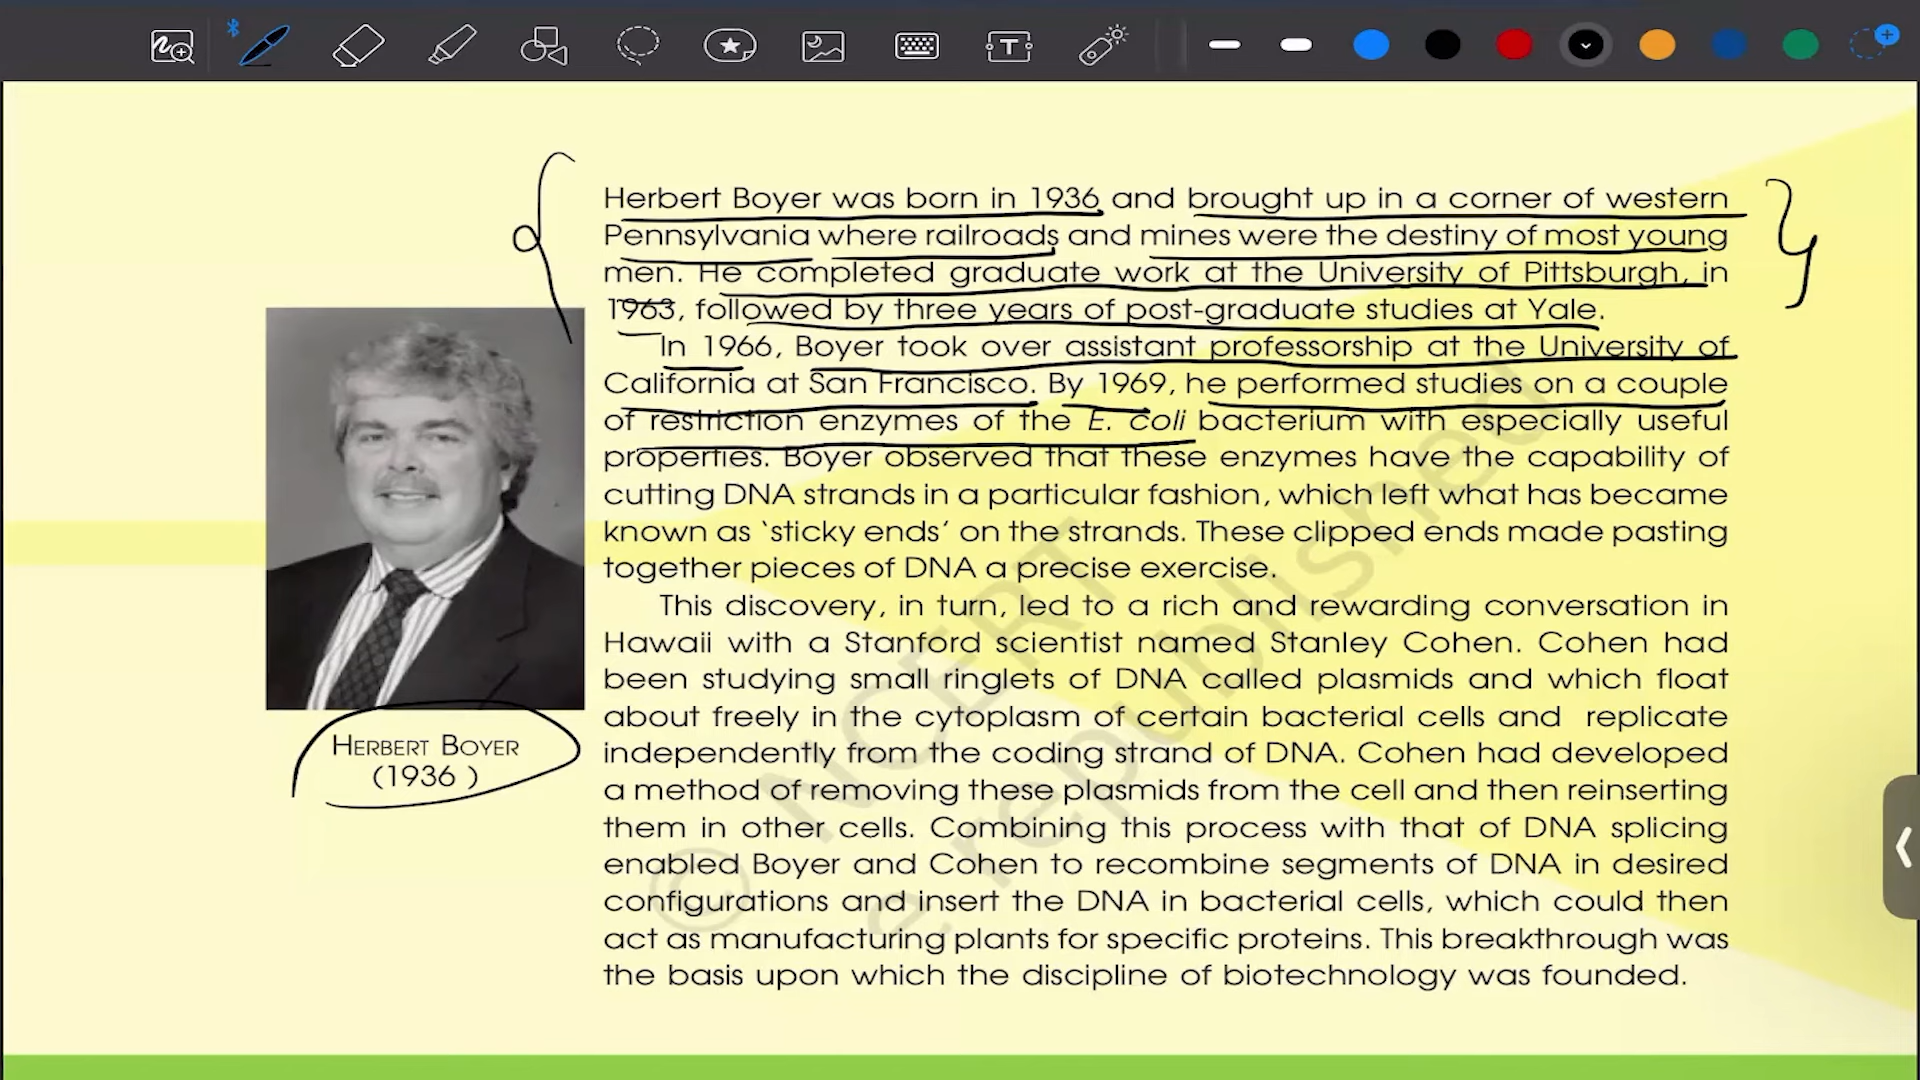 Herbert Boyer was born in 1936 and brought up in a corner of western
Pennsylvania where railroads and mines were the destiny of most young
men. He completed graduate work at the University of Pittsburgh, in
1963, followed by three years of post-graduate studies at Yale.
In 1966, Boyer took over assistant professorship at the University of
California at San Francisco. By 1969, he performed studies on a couple
of restriction enzymes of the E. coli bacterium with especially useful
properties. Boyer observed that these enzymes have the capability of
cutting DNA strands in a particular fashion, which left what has became
known as ‘sticky ends’ on the strands. These clipped ends made pasting
together pieces of DNA a precise exercise.
This discovery, in turn, led to a rich and rewarding conversation in
Hawaii with a Stanford scientist named Stanley Cohen. Cohen had
been studying small ringlets of DNA called plasmids and which float
about freely in the cytoplasm of certain bacterial cells and replicate
independently from the coding strand of DNA. Cohen had developed
a method of removing these plasmids from the cell and then reinserting
them in other cells. Combining this process with that of DNA splicing
enabled Boyer and Cohen to recombine segments of DNA in desired
configurations and insert the DNA in bacterial cells, which could then
act as manufacturing plants for specific proteins. This breakthrough was
the basis upon which the discipline of biotechnology was founded.
HERBERT BOYER
(1936 )
© NCERT
e republished
T